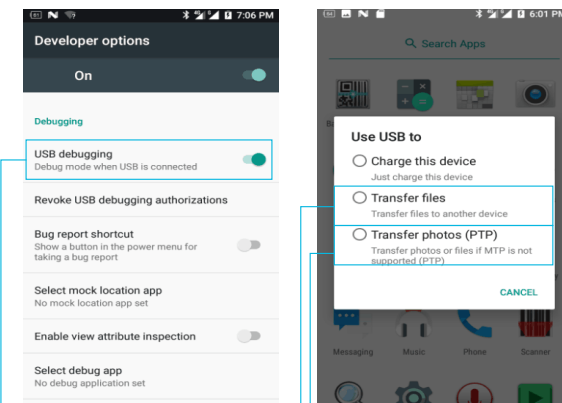 7:06 PM
Developer options
On
Debugging
USB debugging
Debug mode when USB is connected
Revoke USB debugging authorizations
Bug report shortcut
Show a button in the power menu for
taking a bug report
Select mock location app
No mock location app set
Enable view attribute inspection
Select debug app
No debug application set
6:01 PM
Search Apps
Use USB to
Charge this device
Just charge this device
Transfer files
Transfer files to another device
Transfer photos (PTP)
Transfer photos or files if MTP is not
supported (PTP)
CANCEL
Messaging
Music
Phone
Scanner